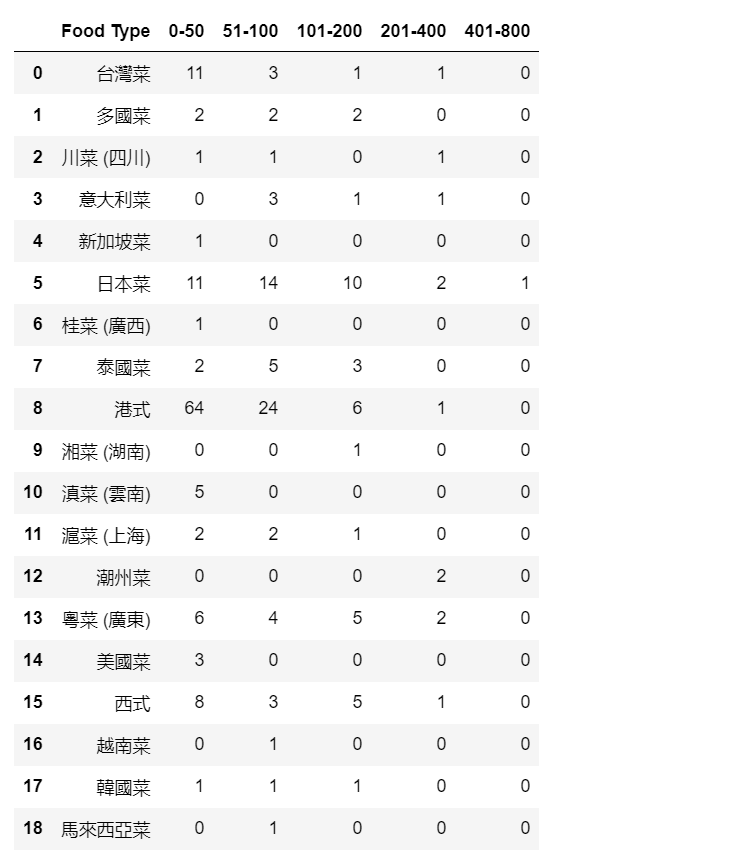 Food Type 0-50 51-100 101-200 201-400 401-800
0 台灣菜 11 3 1 1 0
1 多國菜 2 2 2 0 0
2 川菜 (四川) 1 1 0 1 0
3 意大利菜 0 3 1 1 0
4 新加坡菜 1 0 0 0 0
5 日本菜 11 14 10 2 1
6 桂菜 (廣西) 1 0 0 0 0
7 泰國菜 2 5 3 0 0
8 港式 64 24 6 1 0
9 湘菜 (湖南) 0 0 1 0 0
10 滇菜 (雲南) 5 0 0 0 0
11 滬菜 (上海) 2 2 1 0 0
12 潮州菜 0 0 0 2 0
13 粵菜 (廣東) 6 4 5 2 0
14 美國菜 3 0 0 0 0
15 西式 8 3 5 1 0
16 越南菜 0 1 0 0 0
17 韓國菜 1 1 1 0 0
18 馬來西亞菜 0 1 0 0 0